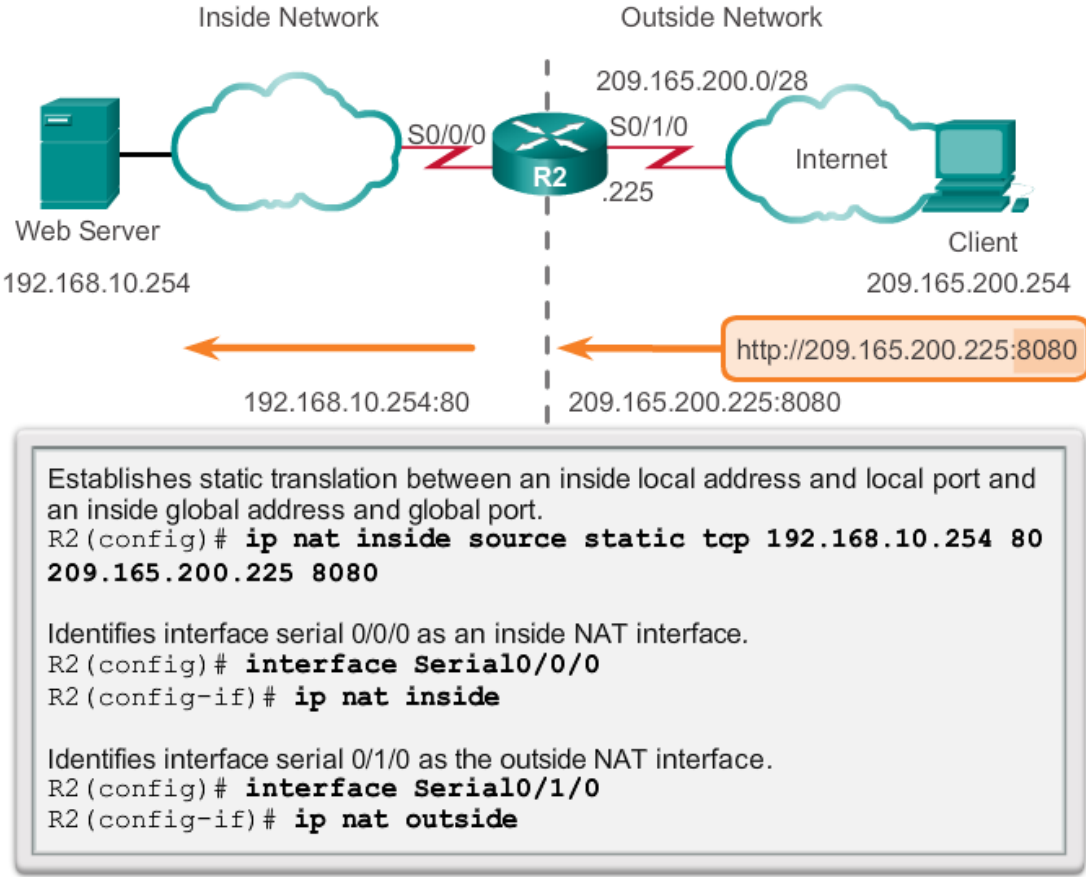 Inside Network
Outside Network
209.165.200.0/28
S0/0/0
S0/1/0
Internet
R2
.225
Web Server
Client
192.168.10.254
209.165.200.254
http://209.165.200.225:8080
192.168.10.254:80
209.165.200.225:8080
Establishes static translation between an inside local address and local port and
an inside global address and global port.
R2(config)# ip nat inside source static tcp 192.168.10.254 80
209.165.200.225 8080
Identifies interface serial 0/0/0 as an inside NAT interface.
R2(config)# interface Serial0/0/0
R2(config-if)# ip nat inside
Identifies interface serial 0/1/0 as the outside NAT interface.
R2(config)# interface Serial0/1/0
R2(config-if)# ip nat outside